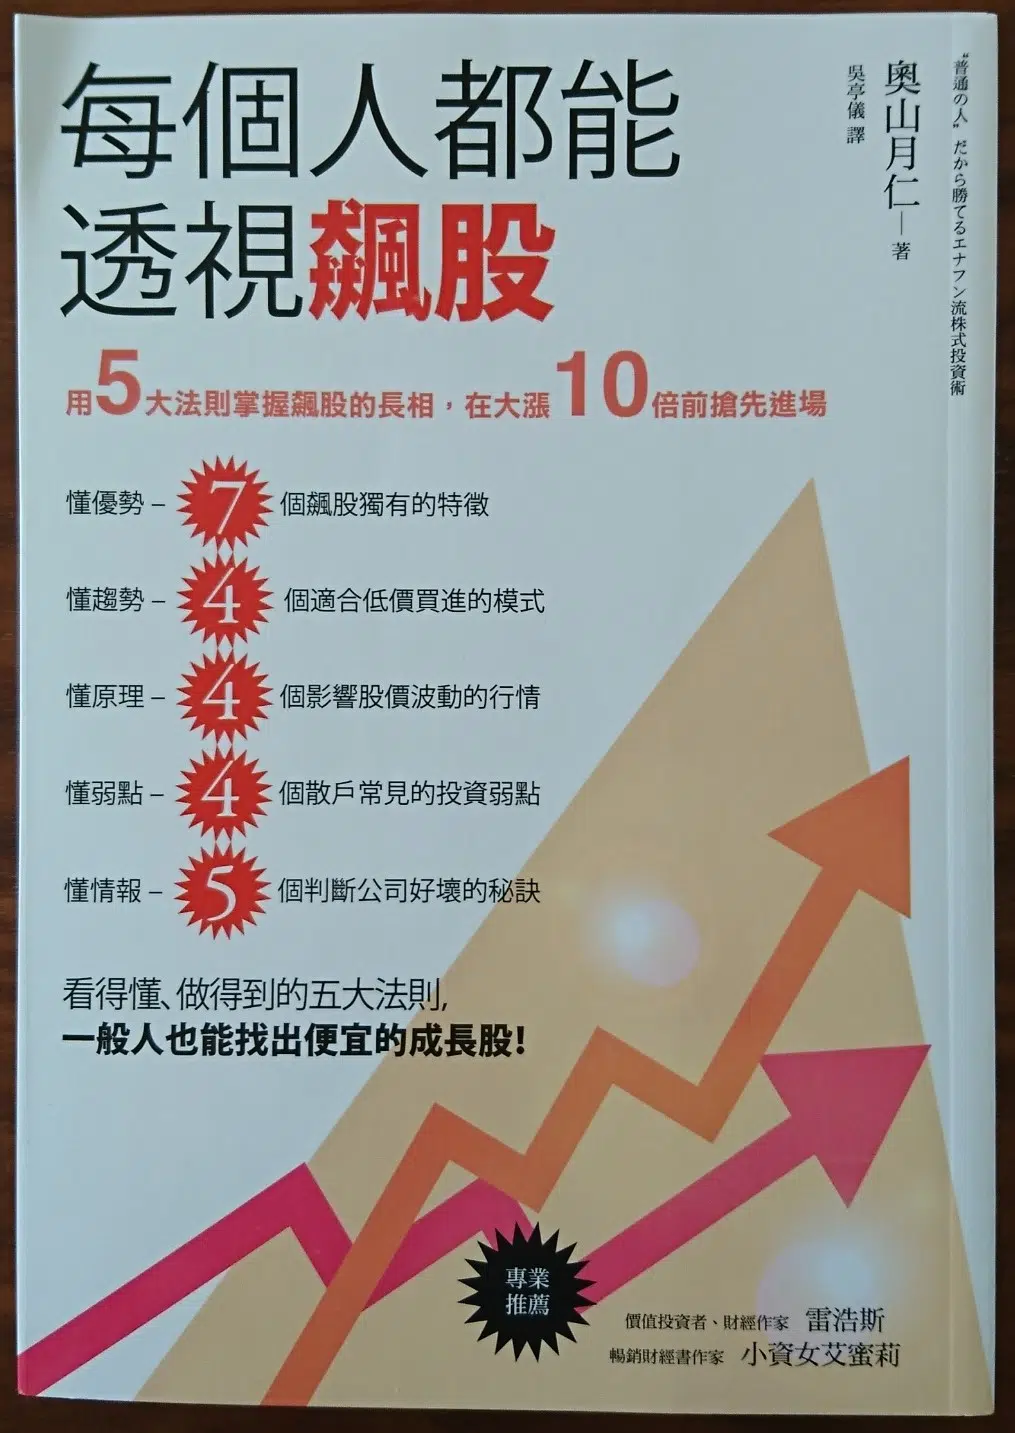 每個人都能
透視飆股
"普通の人"だから勝てるエナフン流株式投資術
奧山月仁—著
吳亭儀 譯
用5大法則掌握飆股的長相,在大漲10倍前搶先進場
懂優勢–7個飆股獨有的特徵
懂趨勢–4個適合低價買進的模式
懂原理–4個影響股價波動的行情
懂弱點–4個散戶常見的投資弱點
懂情報–5個判斷公司好壞的秘訣
看得懂、做得到的五大法則,
一般人也能找出便宜的成長股!
專業
推薦
價值投資者、財經作家 雷浩斯
暢銷財經書作家 小資女艾蜜莉